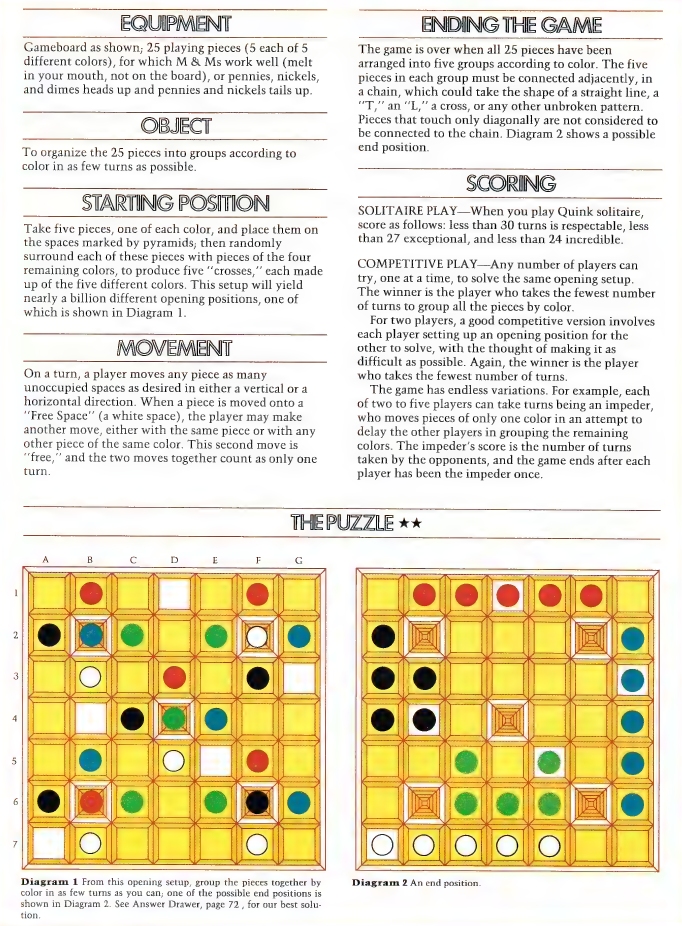 EQUIPMENT
Gameboard as shown; 25 playing pieces (5 each of 5
different colors), for which M & Ms work well (melt
in your mouth, not on the board), or pennies, nickels,
and dimes heads up and pennies and nickels tails up.
OBJECT
To organize the 25 pieces into groups according to
color in as few turns as possible.
STARTING POSITION
Take five pieces, one of each color, and place them on
the spaces marked by pyramids; then randomly
surround each of these pieces with pieces of the four
remaining colors, to produce five "crosses," each made
up of the five different colors. This setup will yield
nearly a billion different opening positions, one of
which is shown in Diagram 1.
MOVEMENT
On a turn, a player moves any piece as many
unoccupied spaces as desired in either a vertical or a
horizontal direction. When a piece is moved onto a
"Free Space" (a white space), the player may make
another move, either with the same piece or with any
other piece of the same color. This second move is
"free," and the two moves together count as only one
turn.
ENDING THE GAME
The game is over when all 25 pieces have been
arranged into five groups according to color. The five
pieces in each group must be connected adjacently, in
a chain, which could take the shape of a straight line, a
"T," an "L," a cross, or any other unbroken pattern.
Pieces that touch only diagonally are not considered to
be connected to the chain. Diagram 2 shows a possible
end position.
SCORING
SOLITAIRE PLAY—When you play Quink solitaire,
score as follows: less than 30 turns is respectable, less
than 27 exceptional, and less than 24 incredible.
COMPETITIVE PLAY—Any number of players can
try, one at a time, to solve the same opening setup.
The winner is the player who takes the fewest number
of turns to group all the pieces by color.
For two players, a good competitive version involves
each player setting up an opening position for the
other to solve, with the thought of making it as
difficult as possible. Again, the winner is the player
who takes the fewest number of turns.
The game has endless variations. For example, each
of two to five players can take turns being an impeder,
who moves pieces of only one color in an attempt to
delay the other players in grouping the remaining
colors. The impeder's score is the number of turns
taken by the opponents, and the game ends after each
player has been the impeder once.
THE PUZZLE ★★
A B C D E F G
1
2
3
4
5
6
7
Diagram 1 From this opening setup, group the pieces together by
color in as few turns as you can; one of the possible end positions is
shown in Diagram 2. See Answer Drawer, page 72 , for our best solu-
tion.
Diagram 2 An end position.